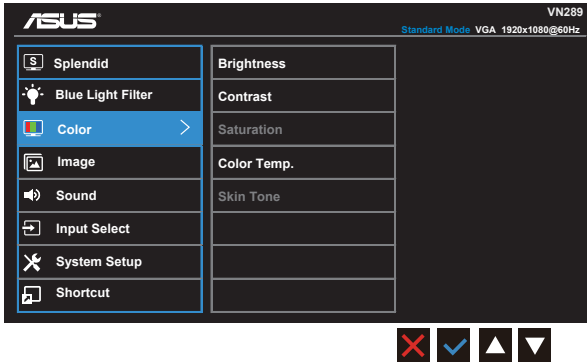 ASUS
VN289
Standard Mode VGA 1920x1080@60Hz
S Splendid
Blue Light Filter
Color
Image
Sound
Input Select
System Setup
Shortcut
Brightness
Contrast
Saturation
Color Temp.
Skin Tone